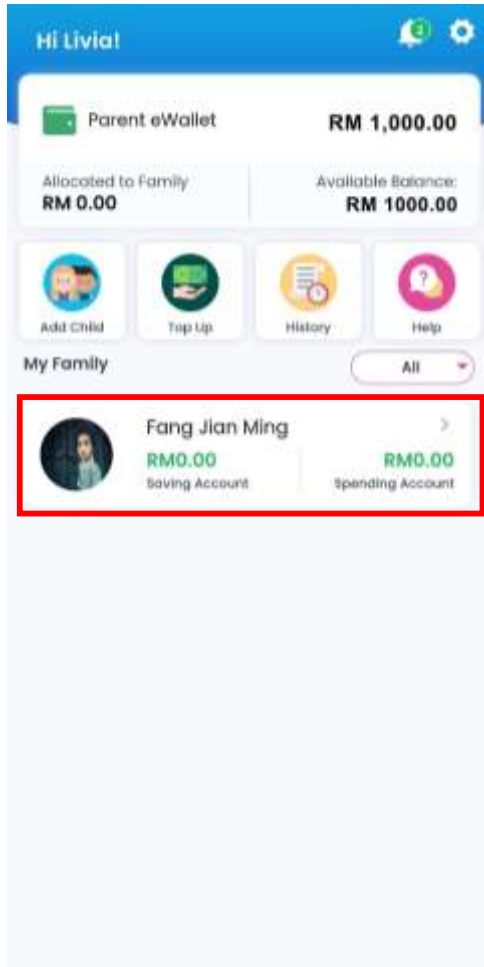 Hi Livia!
2
Parent eWallet RM 1,000.00
Allocated to Family Available Balance:
RM 0.00 RM 1000.00
Add Child Top Up History Help
?
My Family All
Fang Jian Ming
RM0.00 RM0.00
Saving Account Spending Account